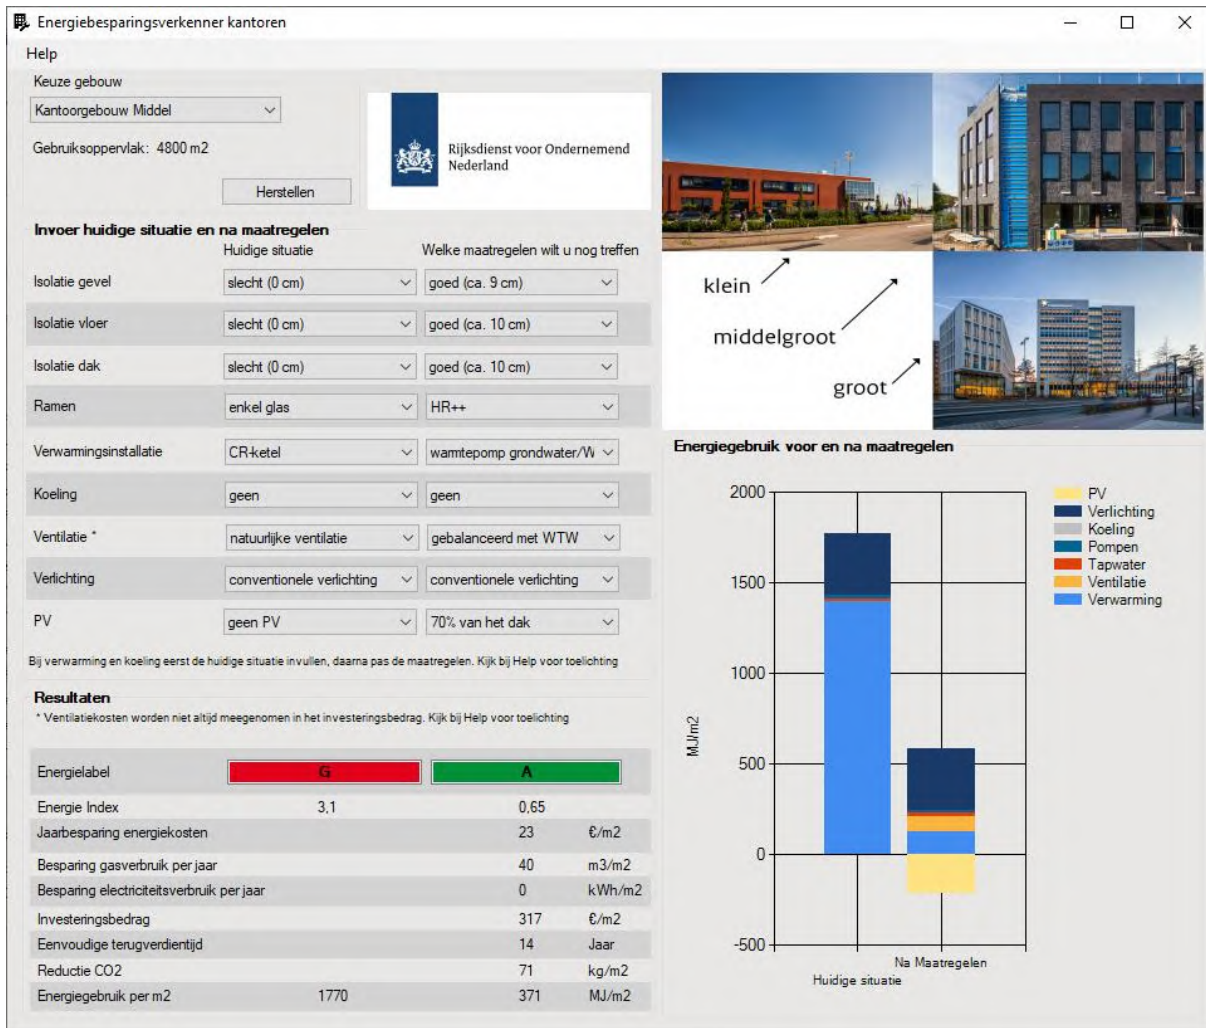 Energiebesparingsverkenner kantoren
Help
Keuze gebouw
Kantoorgebouw Middel
Gebruiksoppervlak: 4800 m2
Herstellen
Rijksdienst voor Ondernemend
Nederland
klein
middelgroot
groot
Invoer huidige situatie en na maatregelen
Huidige situatie Welke maatregelen wilt u nog treffen
Isolatie gevel slecht (0 cm) goed (ca. 9 cm)
Isolatie vloer slecht (0 cm) goed (ca. 10 cm)
Isolatie dak slecht (0 cm) goed (ca. 10 cm)
Ramen enkel glas HR++
Verwarmingsinstallatie CR-ketel warmtepomp grondwater/W
Koeling geen geen
Ventilatie * natuurlijke ventilatie gebalanceerd met WTW
Verlichting conventionele verlichting conventionele verlichting
PV geen PV 70% van het dak
Bij verwarming en koeling eerst de huidige situatie invullen, daarna pas de maatregelen. Kijk bij Help voor toelichting
Resultaten
* Ventilatiekosten worden niet altijd meegenomen in het investeringsbedrag. Kijk bij Help voor toelichting
Energielabel G A
Energie Index 3,1 0,65
Jaarbesparing energiekosten 23 €/m2
Besparing gasverbruik per jaar 40 m3/m2
Besparing electriciteitsverbruik per jaar 0 kWh/m2
Investeringsbedrag 317 €/m2
Eenvoudige terugverdientijd 14 Jaar
Reductie CO2 71 kg/m2
Energiegebruik per m2 1770 371 MJ/m2
Energiegebruik voor en na maatregelen
2000
1500
1000
500
0
-500
MJ/m2
Na Maatregelen
Huidige situatie
PV
Verlichting
Koeling
Pompen
Tapwater
Ventilatie
Verwarming